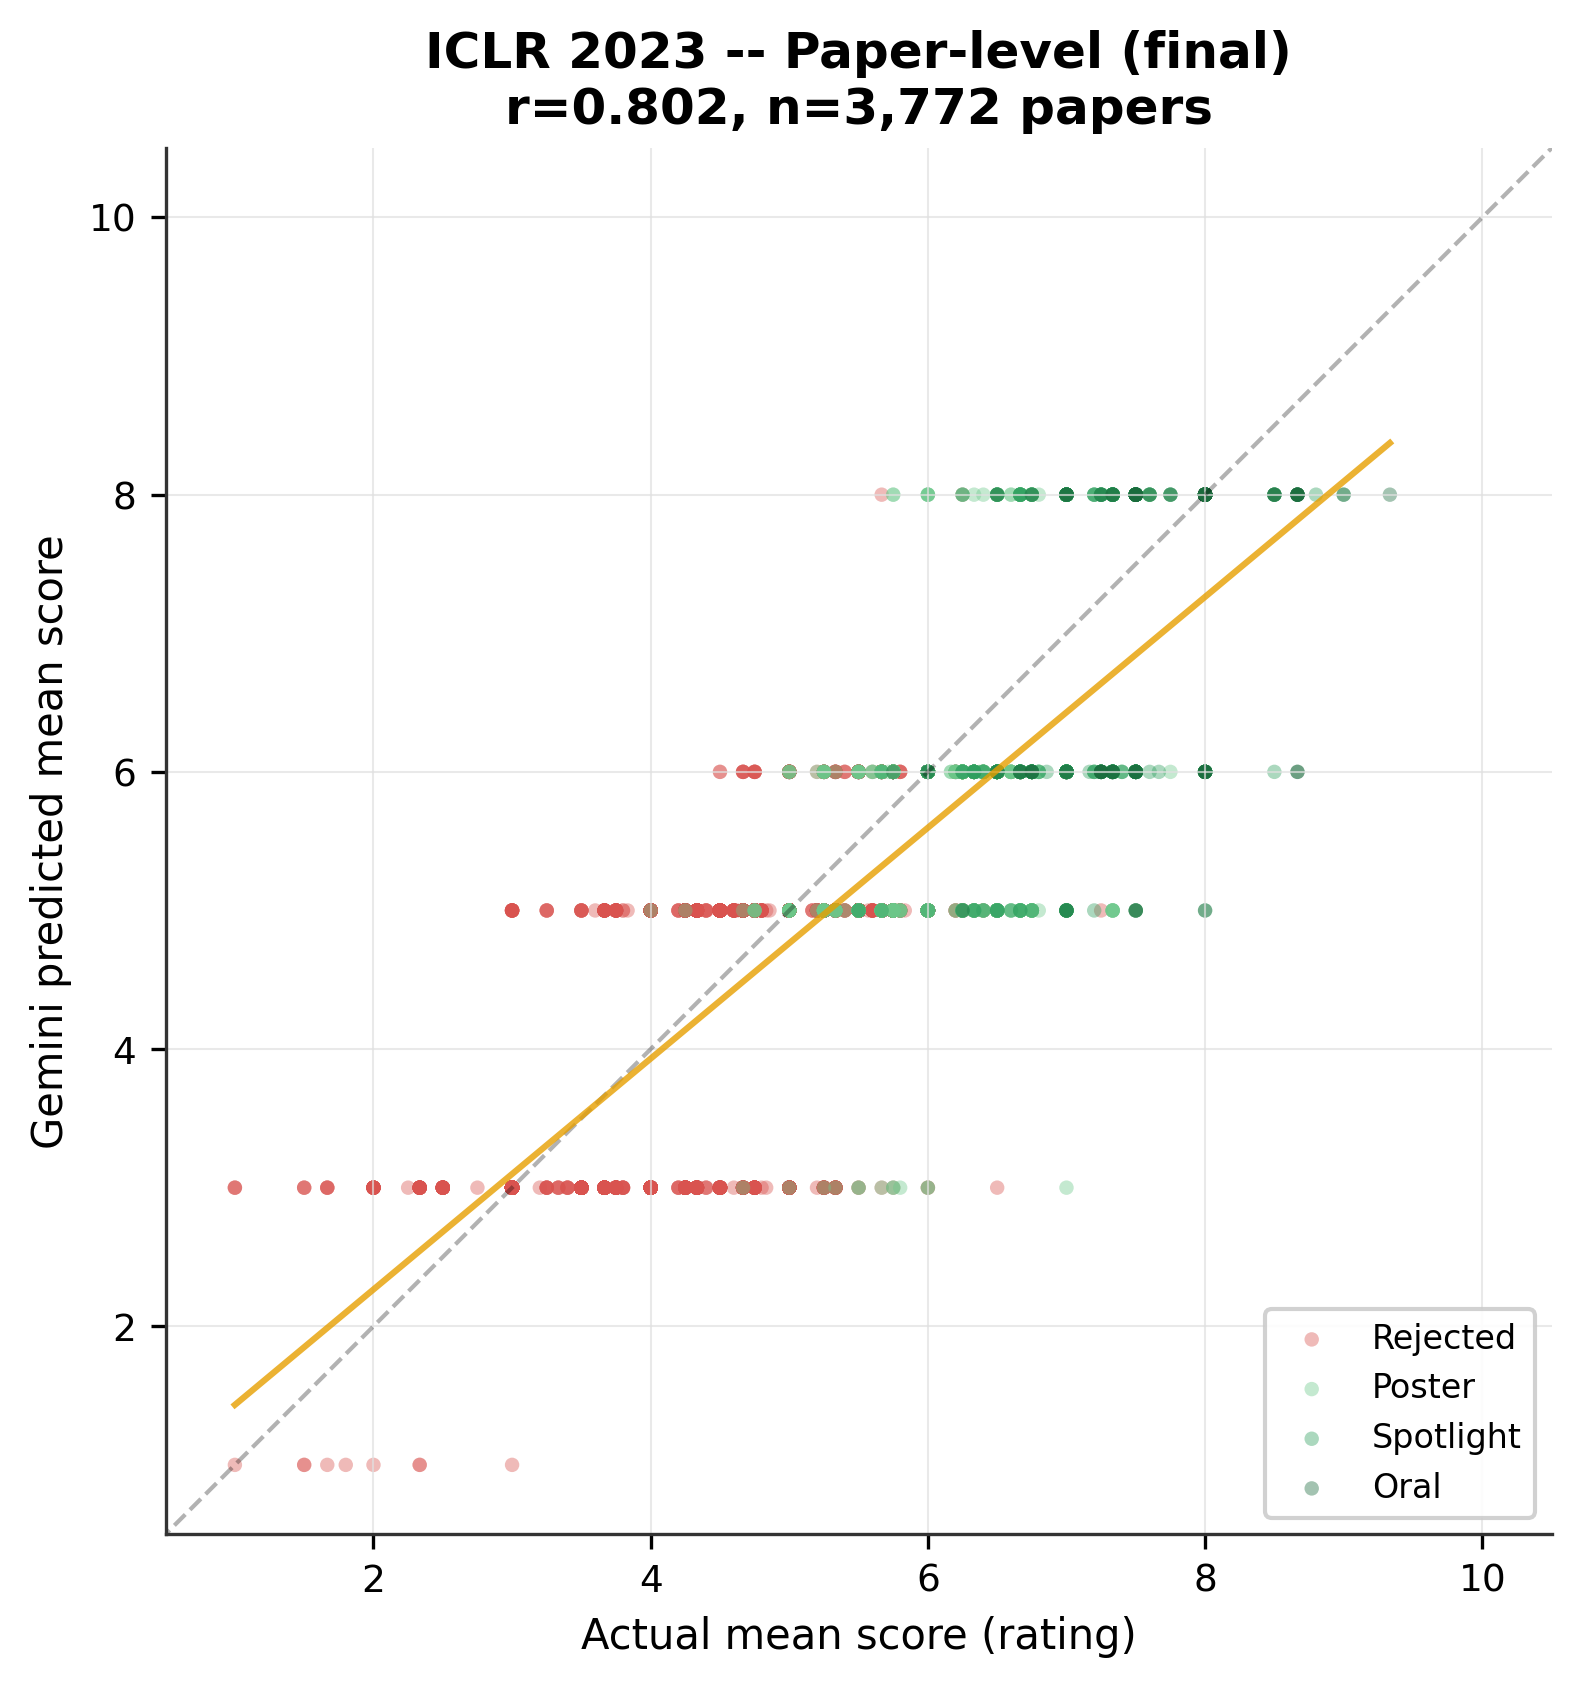 ICLR 2023 -- Paper-level (final)
r=0.802, n=3,772 papers
Gemini predicted mean score
10
8
6
4
2
Rejected
Poster
Spotlight
Oral
2
4
6
8
10
Actual mean score (rating)